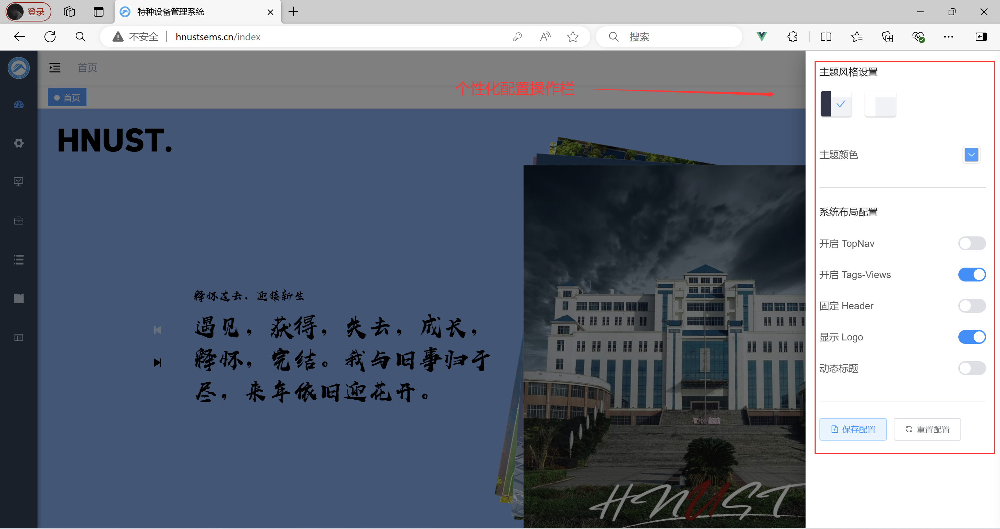 登录
特种设备管理系统
不安全
hnustsems.cn/index
搜索
首页
首页
个性化配置操作栏
HNUST.
释怀过去，迎接新生
遇见，获得，失去，成长，
释怀，完结。我与旧事归于
尽，来年依旧迎花开。
HNUST
主题风格设置
主题颜色
系统布局配置
开启 TopNav
开启 Tags-Views
固定 Header
显示 Logo
动态标题
保存配置
重置配置